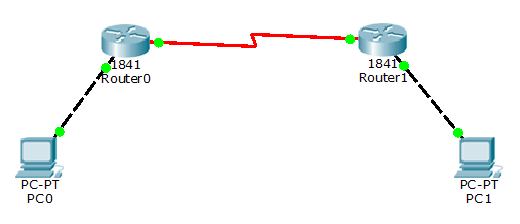 1841
Router0
1841
Router1
PC-PT
PC0
PC-PT
PC1